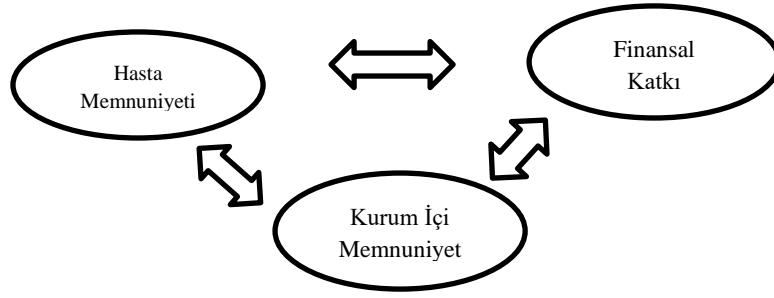 Hasta
Memnuniyeti
Finansal
Katkı
Kurum İçi
Memnuniyet